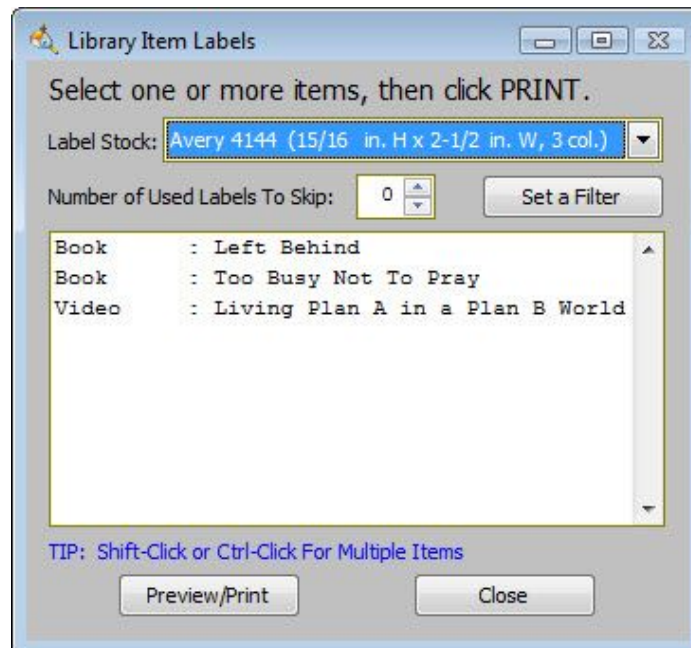 Library Item Labels
Select one or more items, then click PRINT.
Label Stock: Avery 4144 (15/16 in. H x 2-1/2 in. W, 3 col.)
Number of Used Labels To Skip: 0 Set a Filter
Book : Left Behind
Book : Too Busy Not To Pray
Video : Living Plan A in a Plan B World
TIP: Shift-Click or Ctrl-Click For Multiple Items
Preview/Print Close